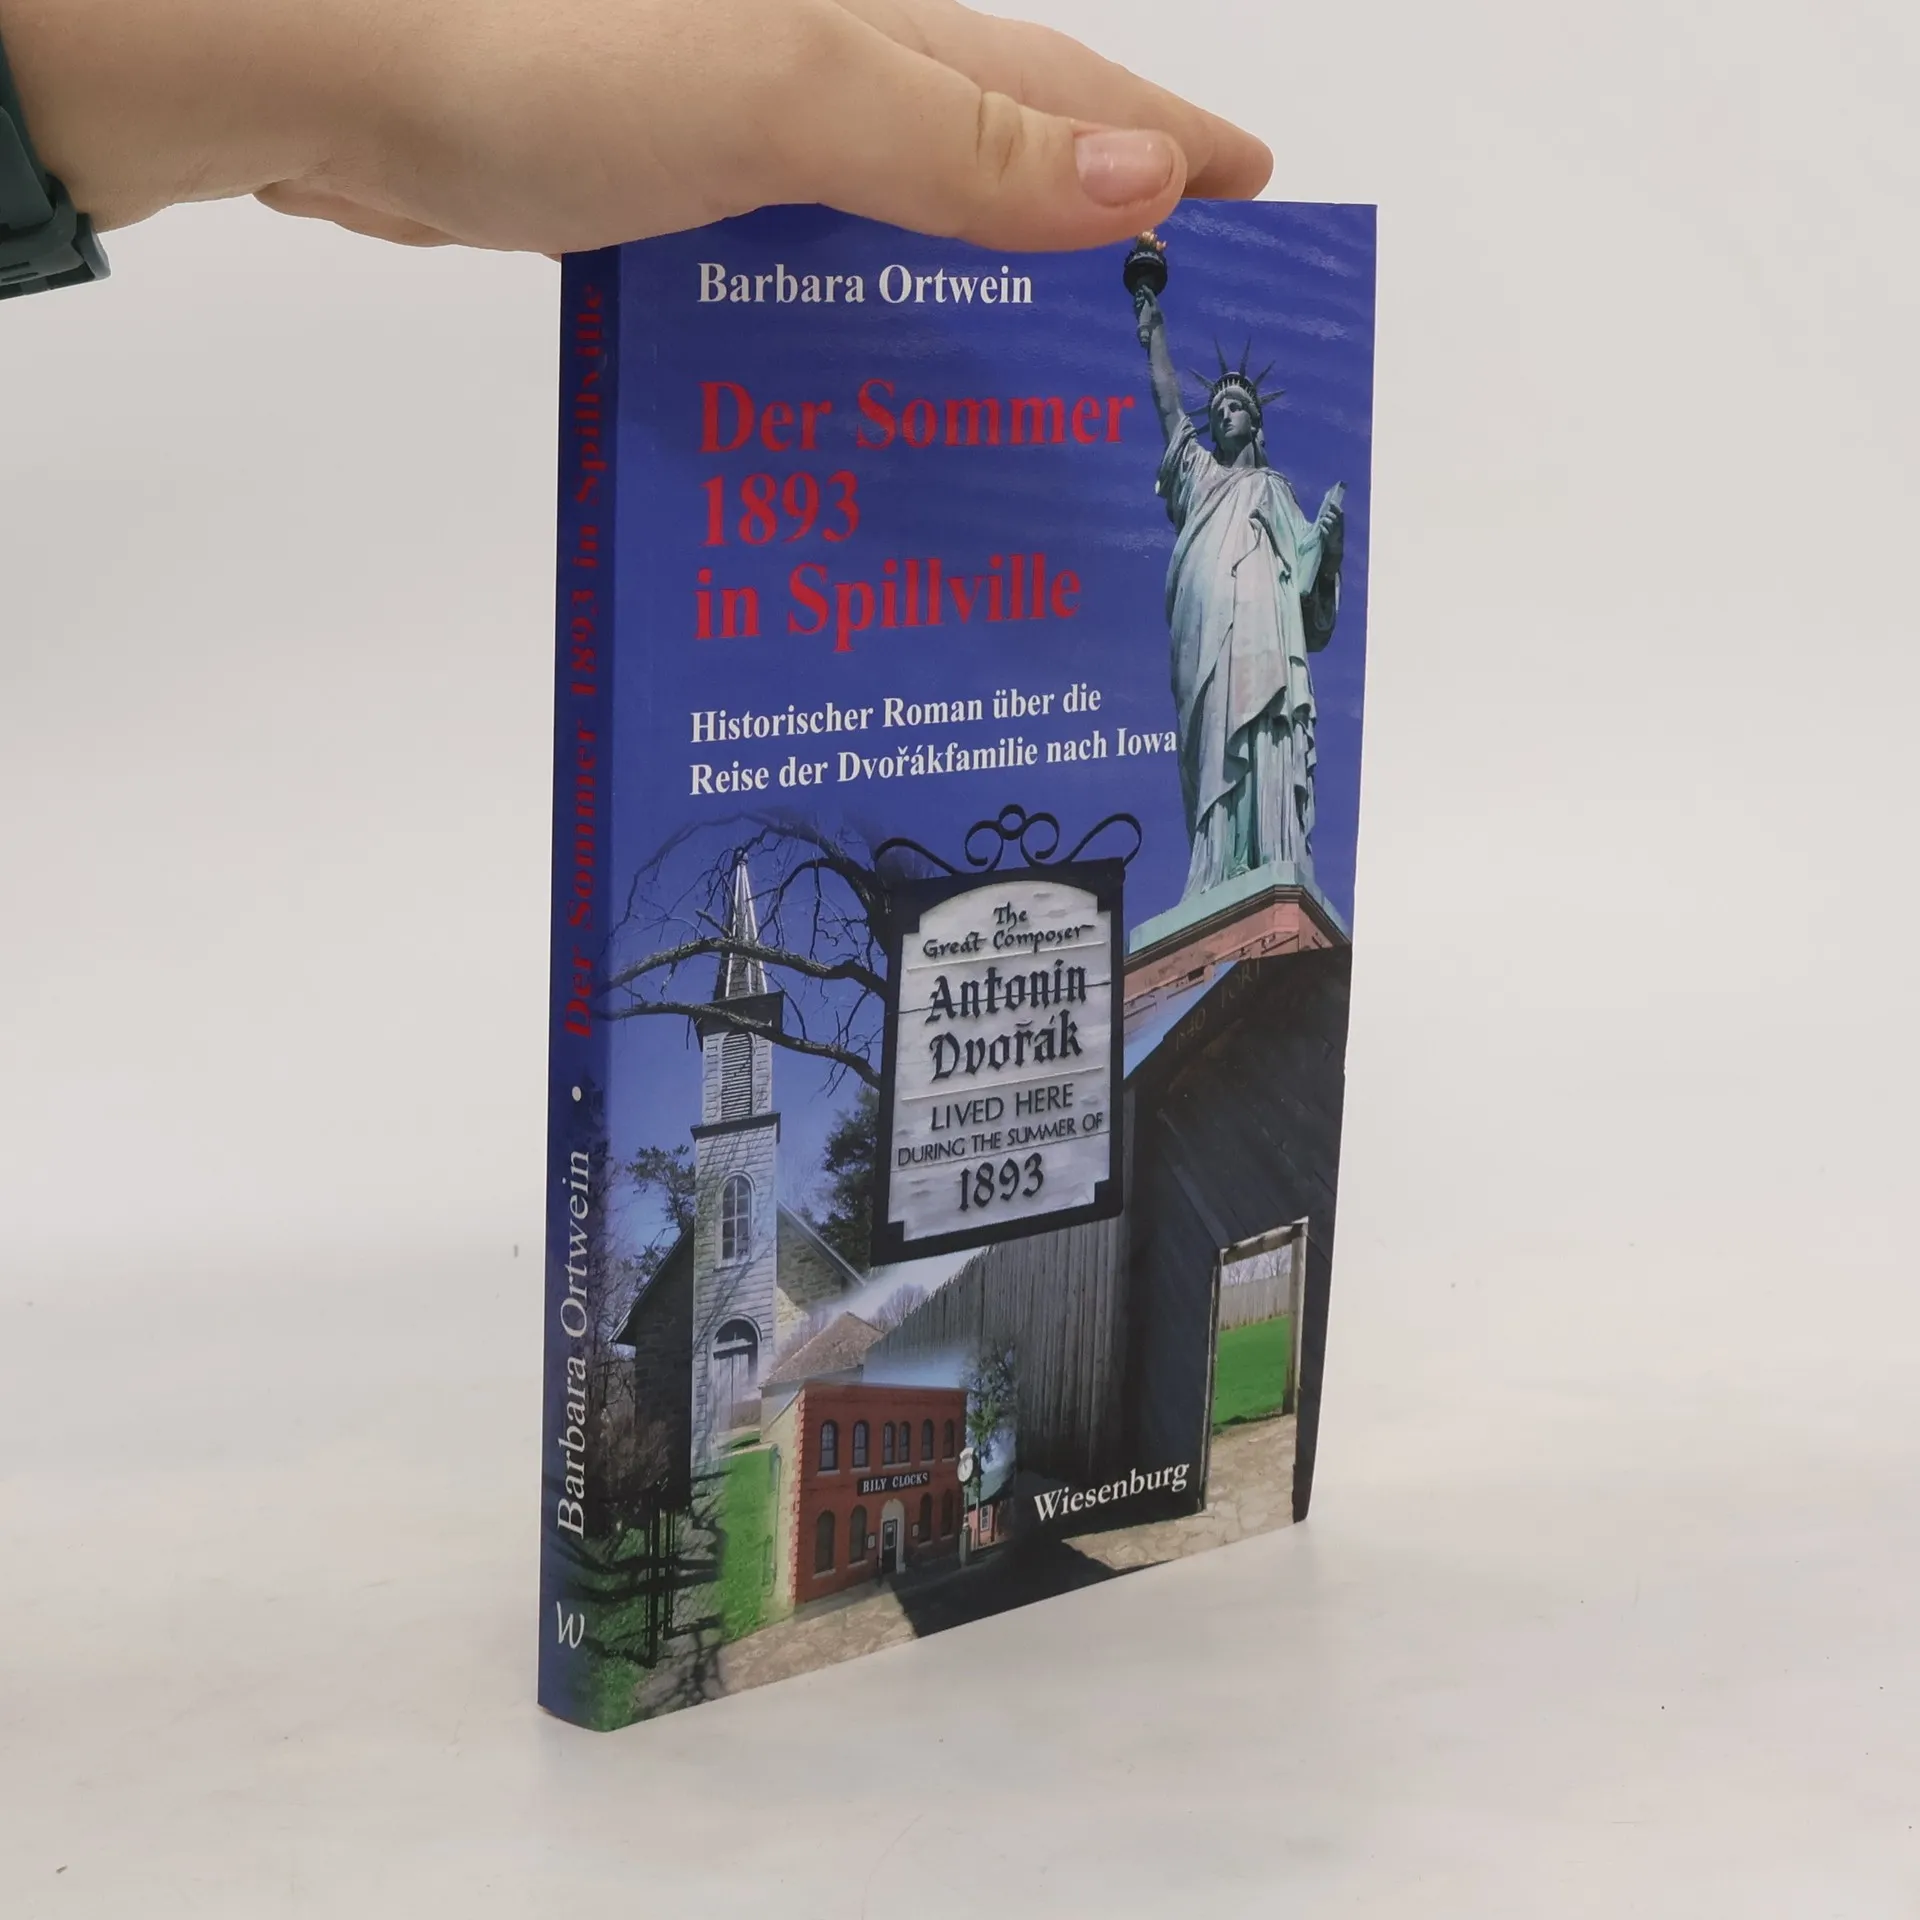 Barbara Ortwein
Der Sommer
1893
in Spillville
Historischer Roman über die
Reise der Dvořákfamilie nach Iowa
The
Great Composer
Antonin
Dvořák
LIVED HERE
DURING THE SUMMER OF
1893
BILY CLOCKS
Wiesenburg
Barbara Ortwein • Der Sommer 1893 in Spillville
W